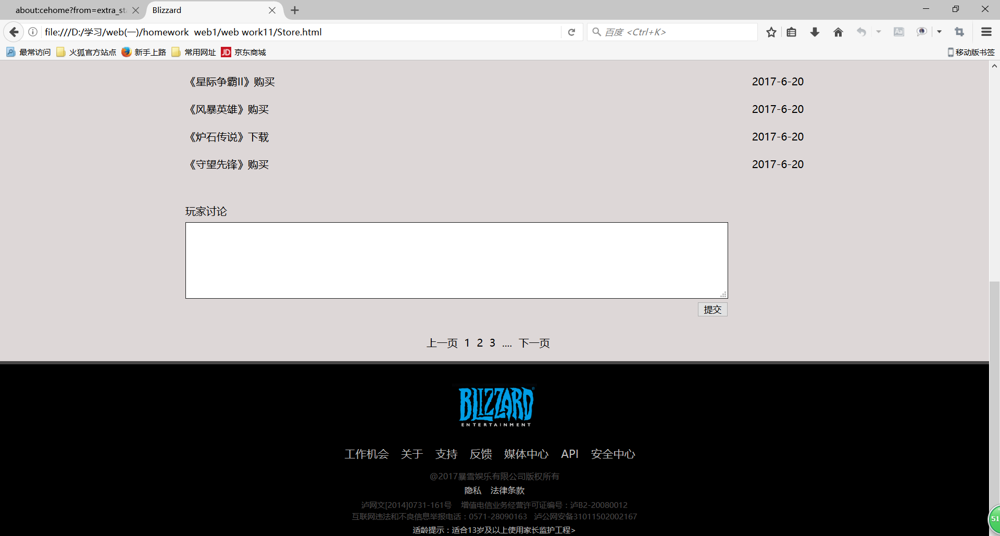 about:cehome?from=extra_st
Blizzard
file:///D:/学习/web(一)/homework  web1/web work11/Store.html
百度 <Ctrl+K>
最常访问 火狐官方站点 新手上路 常用网址 JD 京东商城 移动版书签
《星际争霸II》购买 2017-6-20
《风暴英雄》购买 2017-6-20
《炉石传说》下载 2017-6-20
《守望先锋》购买 2017-6-20
玩家讨论
提交
上一页 1 2 3 .... 下一页
BLIZZARD
ENTERTAINMENT
工作机会 关于 支持 反馈 媒体中心 API 安全中心
@2017暴雪娱乐有限公司版权所有
隐私 法律条款
泸网文[2014]0731-161号 增值电信业务经营许可证编号：泸B2-20080012
互联网违法和不良信息举报电话：0571-28090163 泸公网安备31011502002167
适龄提示：适合13岁及以上使用家长监护工程>
51